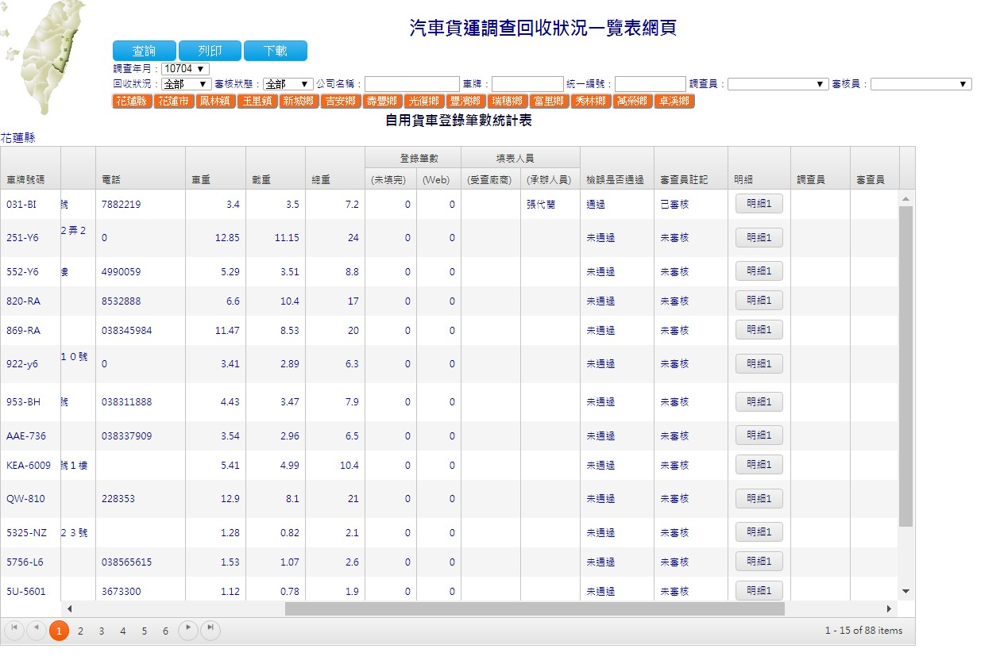 汽車貨運調查回收狀況一覽表網頁
查詢 列印 下載
調查年月： 10704
回收狀況： 全部 審核狀態： 全部 公司名稱： 車牌： 統一編號： 調查員： 審核員：
花蓮縣 花蓮市 鳳林鎮 玉里鎮 新城鄉 吉安鄉 壽豐鄉 光復鄉 豐濱鄉 瑞穗鄉 富里鄉 秀林鄉 萬榮鄉 卓溪鄉
自用貨車登錄筆數統計表
花蓮縣
登錄筆數 填表人員
車牌號碼 電話 車重 載重 總重 (未填完) (Web) (受查廠商) (承辦人員) 檢誤是否通過 審查員註記 明細 調查員 審查員
031-BI 號 7882219 3.4 3.5 7.2 0 0 張代蘭 通過 已審核 明細1
251-Y6 2弄2 0 12.85 11.15 24 0 0 未通過 未審核 明細1
552-Y6 樓 4990059 5.29 3.51 8.8 0 0 未通過 未審核 明細1
820-RA 8532888 6.6 10.4 17 0 0 未通過 未審核 明細1
869-RA 038345984 11.47 8.53 20 0 0 未通過 未審核 明細1
922-y6 10號 0 3.41 2.89 6.3 0 0 未通過 未審核 明細1
953-BH 號 038311888 4.43 3.47 7.9 0 0 未通過 未審核 明細1
AAE-736 038337909 3.54 2.96 6.5 0 0 未通過 未審核 明細1
KEA-6009 號1樓 5.41 4.99 10.4 0 0 未通過 未審核 明細1
QW-810 228353 12.9 8.1 21 0 0 未通過 未審核 明細1
5325-NZ 23號 1.28 0.82 2.1 0 0 未通過 未審核 明細1
5756-L6 038565615 1.53 1.07 2.6 0 0 未通過 未審核 明細1
5U-5601 3673300 1.12 0.78 1.9 0 0 未通過 未審核 明細1
1 2 3 4 5 6 1 - 15 of 88 items